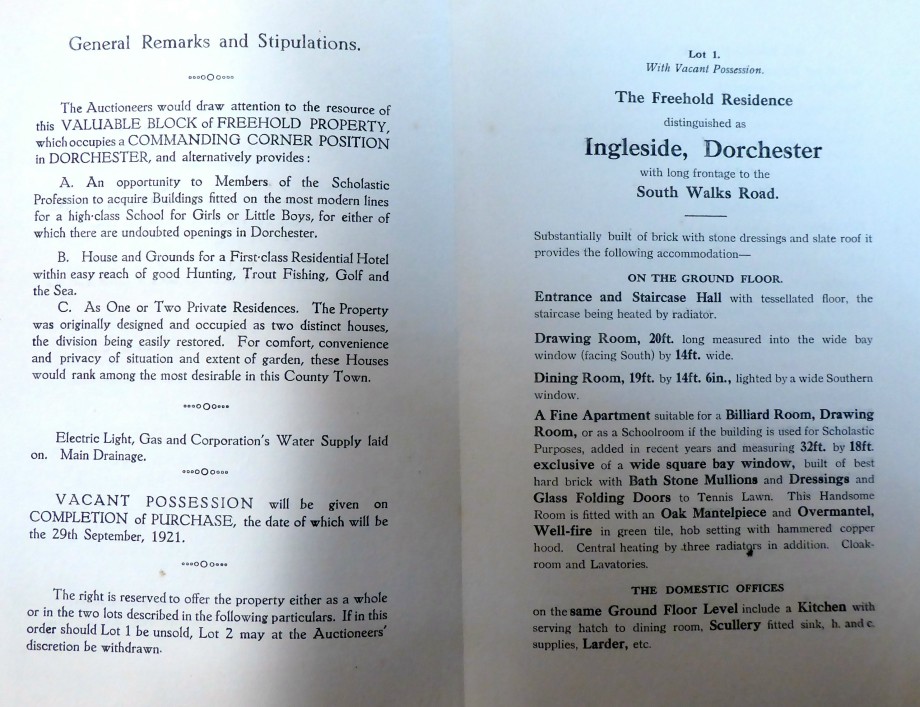 General Remarks and Stipulations.
The Auctioneers would draw attention to the resource of
this VALUABLE BLOCK of FREEHOLD PROPERTY,
which occupies a COMMANDING CORNER POSITION
in DORCHESTER, and alternatively provides :
A. An opportunity to Members of the Scholastic
Profession to acquire Buildings fitted on the most modern lines
for a high-class School for Girls or Little Boys, for either of
which there are undoubted openings in Dorchester.
B. House and Grounds for a First-class Residential Hotel
within easy reach of good Hunting, Trout Fishing, Golf and
the Sea.
C. As One or Two Private Residences. The Property
was originally designed and occupied as two distinct houses,
the division being easily restored. For comfort, convenience
and privacy of situation and extent of garden, these Houses
would rank among the most desirable in this County Town.
Electric Light, Gas and Corporation's Water Supply laid
on. Main Drainage.
VACANT POSSESSION will be given on
COMPLETION of PURCHASE, the date of which will be
the 29th September, 1921.
The right is reserved to offer the property either as a whole
or in the two lots described in the following particulars. If in this
order should Lot 1 be unsold, Lot 2 may at the Auctioneers'
discretion be withdrawn.
Lot 1.
With Vacant Possession.
The Freehold Residence
distinguished as
Ingleside, Dorchester
with long frontage to the
South Walks Road.
Substantially built of brick with stone dressings and slate roof it
provides the following accommodation—
ON THE GROUND FLOOR.
Entrance and Staircase Hall with tessellated floor, the
staircase being heated by radiator.
Drawing Room, 20ft. long measured into the wide bay
window (facing South) by 14ft. wide.
Dining Room, 19ft. by 14ft. 6in., lighted by a wide Southern
window.
A Fine Apartment suitable for a Billiard Room, Drawing
Room, or as a Schoolroom if the building is used for Scholastic
Purposes, added in recent years and measuring 32ft. by 18ft.
exclusive of a wide square bay window, built of best
hard brick with Bath Stone Mullions and Dressings and
Glass Folding Doors to Tennis Lawn. This Handsome
Room is fitted with an Oak Mantelpiece and Overmantel,
Well-fire in green tile, hob setting with hammered copper
hood. Central heating by three radiators in addition. Cloak-
room and Lavatories.
THE DOMESTIC OFFICES
on the same Ground Floor Level include a Kitchen with
serving hatch to dining room, Scullery fitted sink, h. and c.
supplies, Larder, etc.